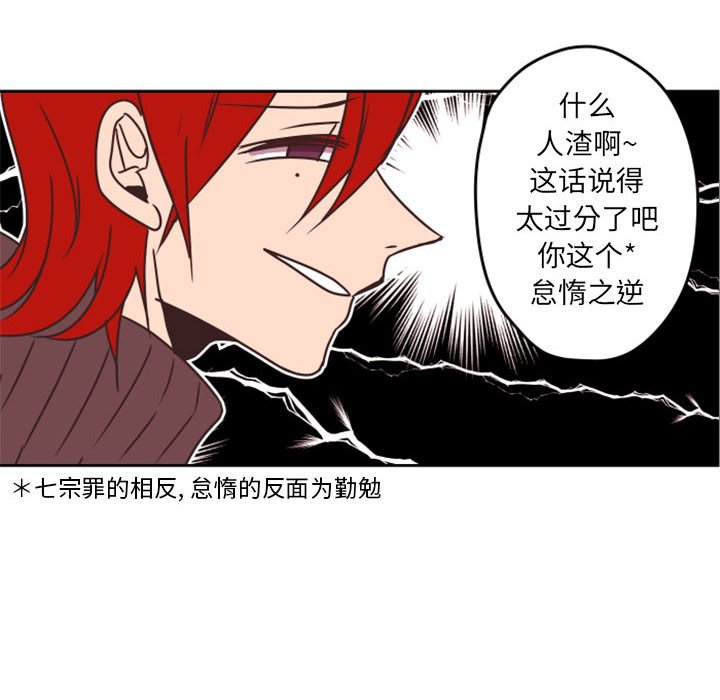 什么
人渣啊~
这话说得
太过分了吧
你这个*
怠惰之逆
＊七宗罪的相反, 怠惰的反面为勤勉